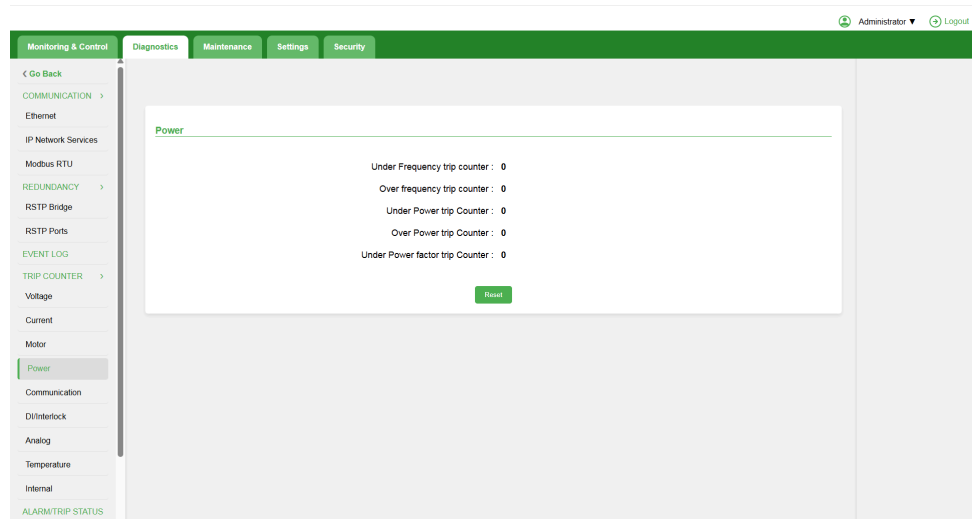 Administrator ▼ Logout
Monitoring & Control Diagnostics Maintenance Settings Security
Go Back
COMMUNICATION
Ethernet
IP Network Services
Modbus RTU
REDUNDANCY
RSTP Bridge
RSTP Ports
EVENT LOG
TRIP COUNTER
Voltage
Current
Motor
Power
Communication
DI/Interlock
Analog
Temperature
Internal
ALARM/TRIP STATUS
Power
Under Frequency trip counter : 0
Over frequency trip counter : 0
Under Power trip Counter : 0
Over Power trip Counter : 0
Under Power factor trip Counter : 0
Reset